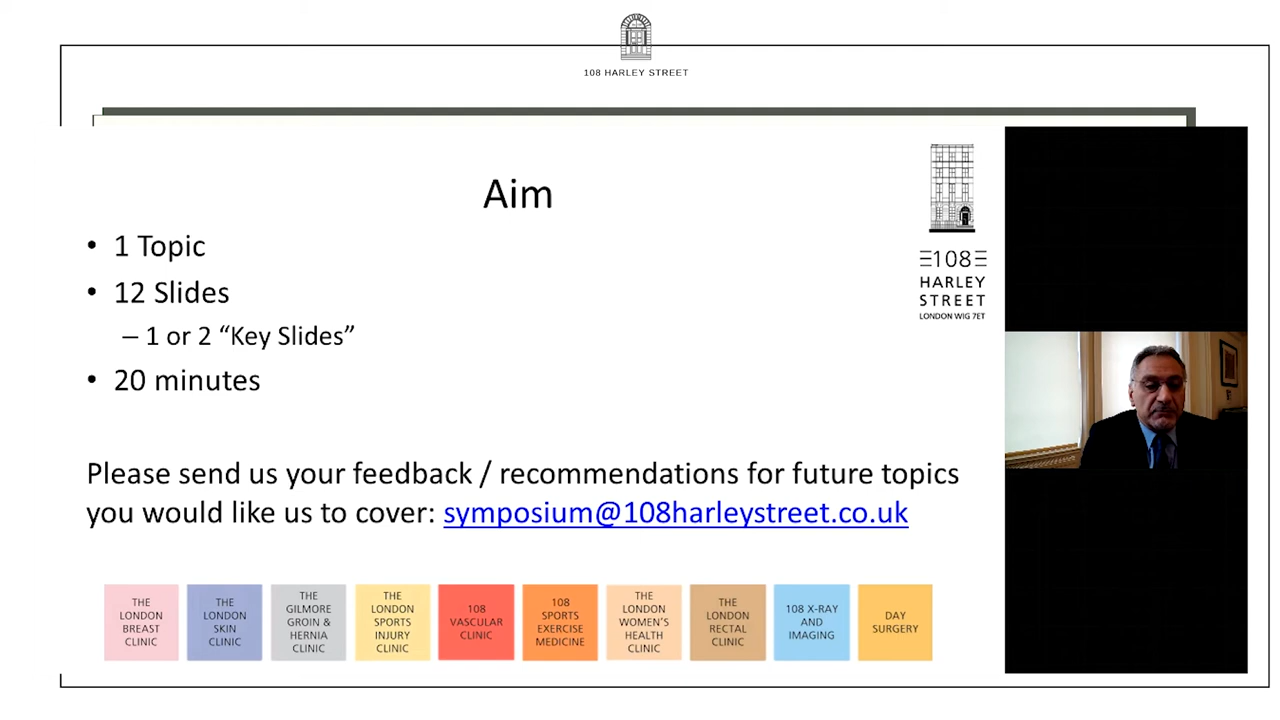 108 HARLEY STREET
Aim
• 1 Topic
• 12 Slides
– 1 or 2 “Key Slides”
• 20 minutes
Please send us your feedback / recommendations for future topics
you would like us to cover: symposium@108harleystreet.co.uk
108
HARLEY
STREET
LONDON W1G 7ET
THE
LONDON
BREAST
CLINIC
THE
LONDON
SKIN
CLINIC
THE
GILMORE
GROIN &
HERNIA
CLINIC
THE
LONDON
SPORTS
INJURY
CLINIC
108
VASCULAR
CLINIC
108
SPORTS
EXERCISE
MEDICINE
THE
LONDON
WOMEN’S
HEALTH
CLINIC
THE
LONDON
RECTAL
CLINIC
108 X-RAY
AND
IMAGING
DAY
SURGERY